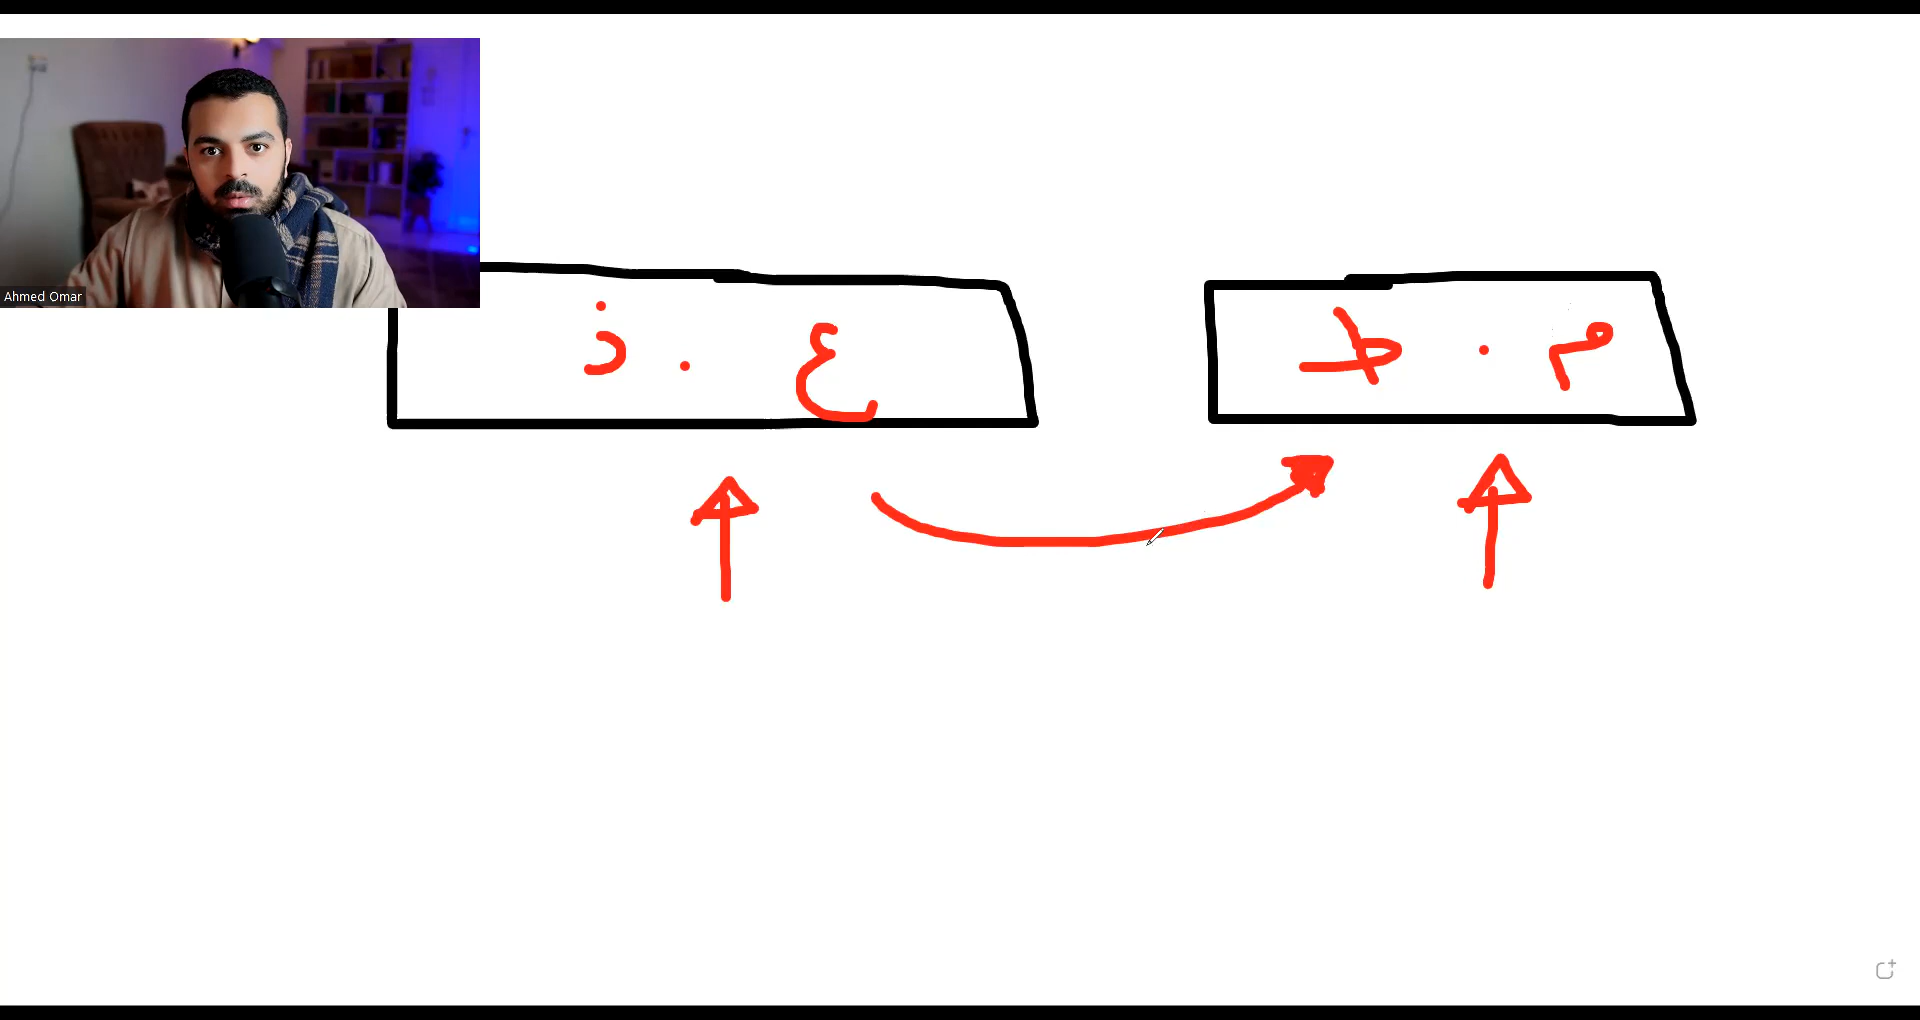 Ahmed Omar
م . ط
ع . ذ